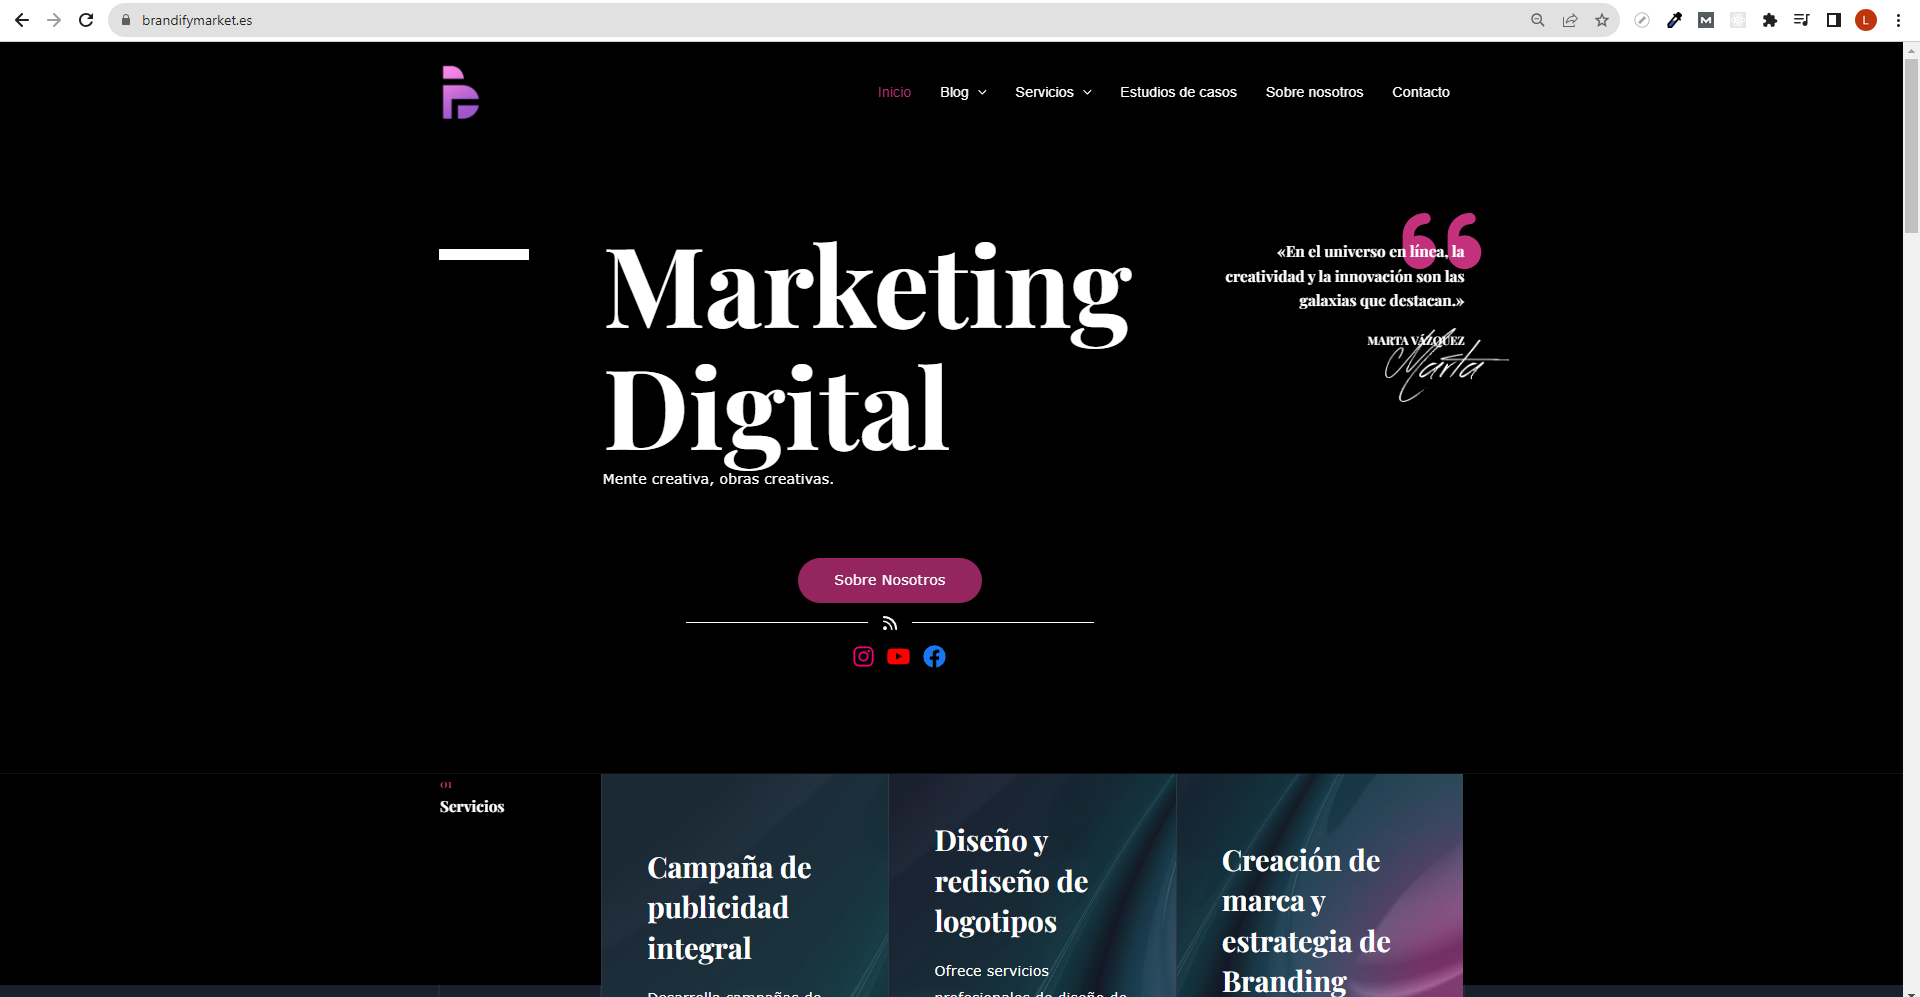 brandifymarket.es
L
Inicio
Blog
Servicios
Estudios de casos
Sobre nosotros
Contacto
Marketing
Digital
Mente creativa, obras creativas.
«En el universo en línea, la
creatividad y la innovación son las
galaxias que destacan.»
MARTA VÁZQUEZ
Marta
Sobre Nosotros
01
Servicios
Campaña de
publicidad
integral
Desarrolla campañas de
Diseño y
rediseño de
logotipos
Ofrece servicios
profesionales de diseño de
Creación de
marca y
estrategia de
Branding